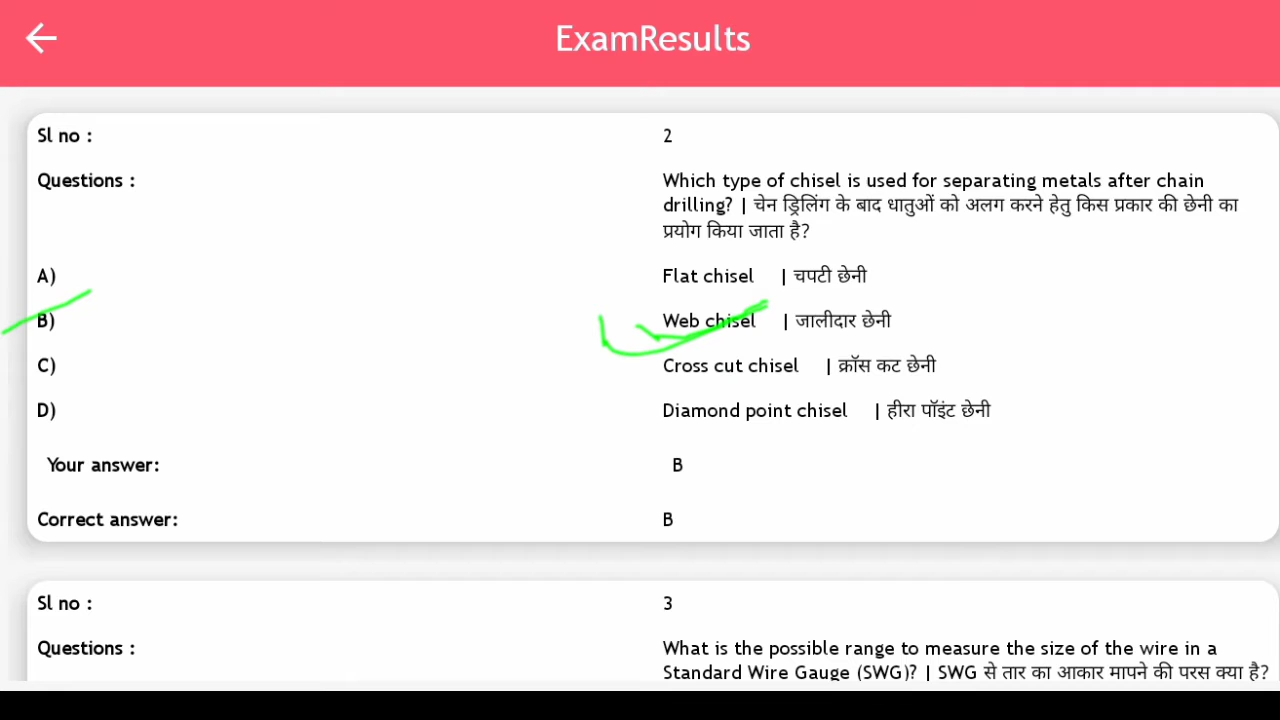 ExamResults
Sl no : 2
Questions : Which type of chisel is used for separating metals after chain
drilling? | चेन ड्रिलिंग के बाद धातुओं को अलग करने हेतु किस प्रकार की छेनी का
प्रयोग किया जाता है?
A) Flat chisel | चपटी छेनी
B) Web chisel | जालीदार छेनी
C) Cross cut chisel | क्रॉस कट छेनी
D) Diamond point chisel | हीरा पॉइंट छेनी
Your answer: B
Correct answer: B
Sl no : 3
Questions : What is the possible range to measure the size of the wire in a
Standard Wire Gauge (SWG)? | SWG से तार का आकार मापने की परस क्या है?